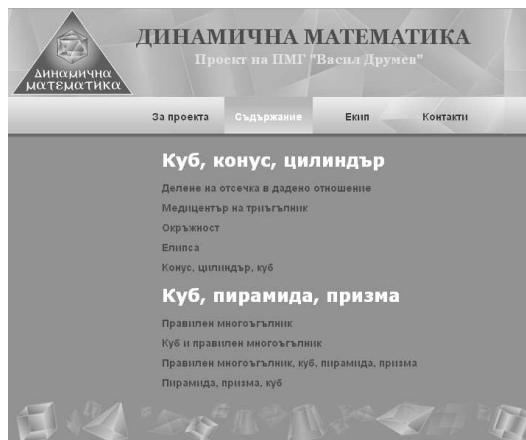 ДИНАМИЧНА МАТЕМАТИКА
Проект на ПМГ "Васил Друмев"
динамична
математика
За проекта Съдържание Екип Контакти
Куб, конус, цилиндър
Делене на отсечка в дадено отношение
Медицентър на триъгълник
Окръжност
Елипса
Конус, цилиндър, куб
Куб, пирамида, призма
Правилен многоъгълник
Куб и правилен многоъгълник
Правилен многоъгълник, куб, пирамида, призма
Пирамида, призма, куб